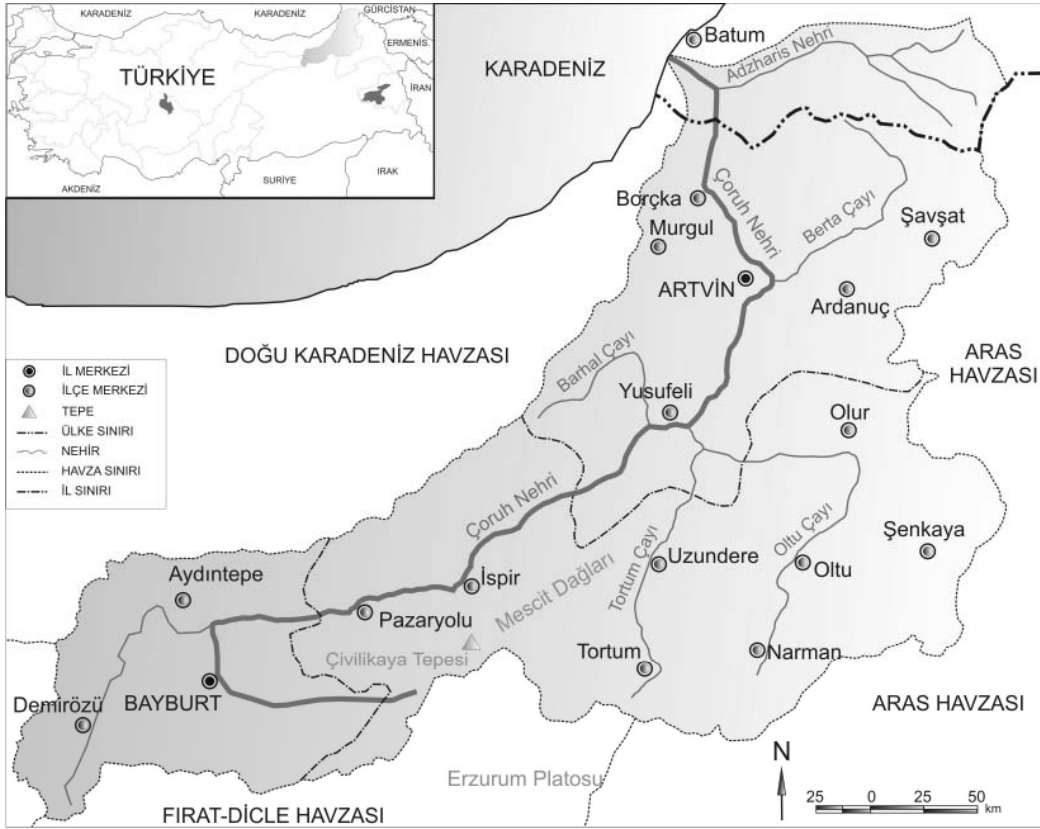 KARADENİZ
KARADENİZ
GÜRCİSTAN
ERMENİS.
İRAN
TÜRKİYE
AKDENİZ
SURİYE
IRAK
KARADENİZ
Batum
Adzharis Nehri
Borçka
Çoruh Nehri
Murgul
Berta Çayı
Şavşat
ARTVİN
Ardanuç
DOĞU KARADENİZ HAVZASI
Barhal Çayı
ARAS
HAVZASI
Yusufeli
Olur
İL MERKEZİ
İLÇE MERKEZİ
TEPE
ÜLKE SINIRI
NEHİR
HAVZA SINIRI
İL SINIRI
Çoruh Nehri
Tortum Çayı
Oltu Çayı
Şenkaya
Uzundere
Oltu
Aydıntepe
İspir
Mescit Dağları
Pazaryolu
Çivilikaya Tepesi
Tortum
Narman
BAYBURT
Demirözü
ARAS HAVZASI
N
Erzurum Platosu
25 0 25 50
km
FIRAT-DİCLE HAVZASI